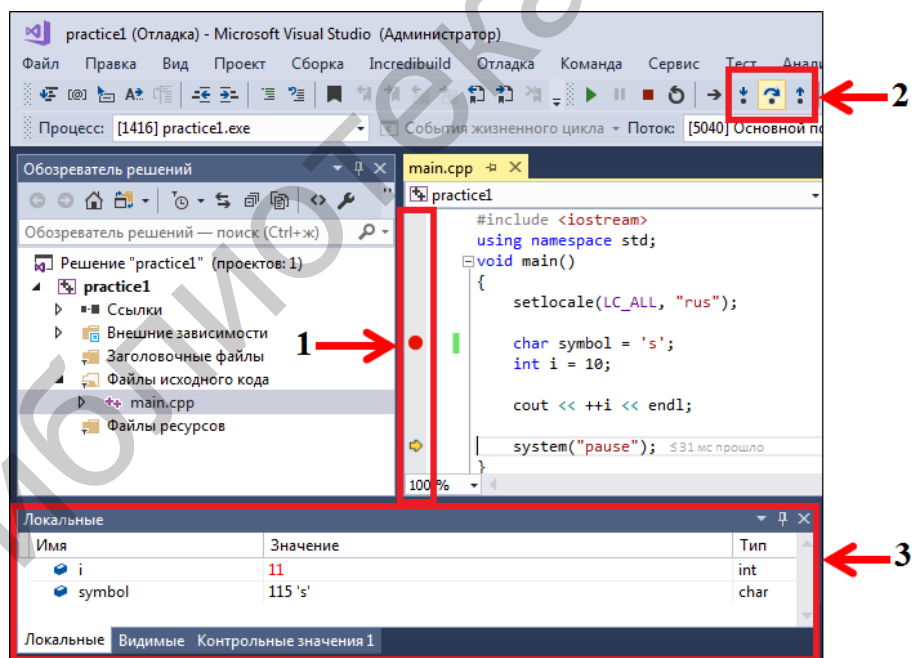 practice1 (Отладка) - Microsoft Visual Studio (Администратор)
Файл Правка Вид Проект Сборка Incredibuild Отладка Команда Сервис Тест
2
Процесс: [1416] practice1.exe События жизненного цикла Поток: [5040] Основной
Обозреватель решений
Обозреватель решений — поиск (Ctrl+ж)
Решение "practice1" (проектов: 1)
practice1
Ссылки
Внешние зависимости
Заголовочные файлы
Файлы исходного кода
main.cpp
Файлы ресурсов
1
main.cpp
practice1
#include <iostream>
using namespace std;
void main()
{
setlocale(LC_ALL, "rus");
char symbol = 's';
int i = 10;
cout << ++i << endl;
system("pause"); ≤31 мс прошло
}
100 %
Локальные
Имя Значение Тип
i 11 int
symbol 115 's' char
3
Локальные Видимые Контрольные значения 1